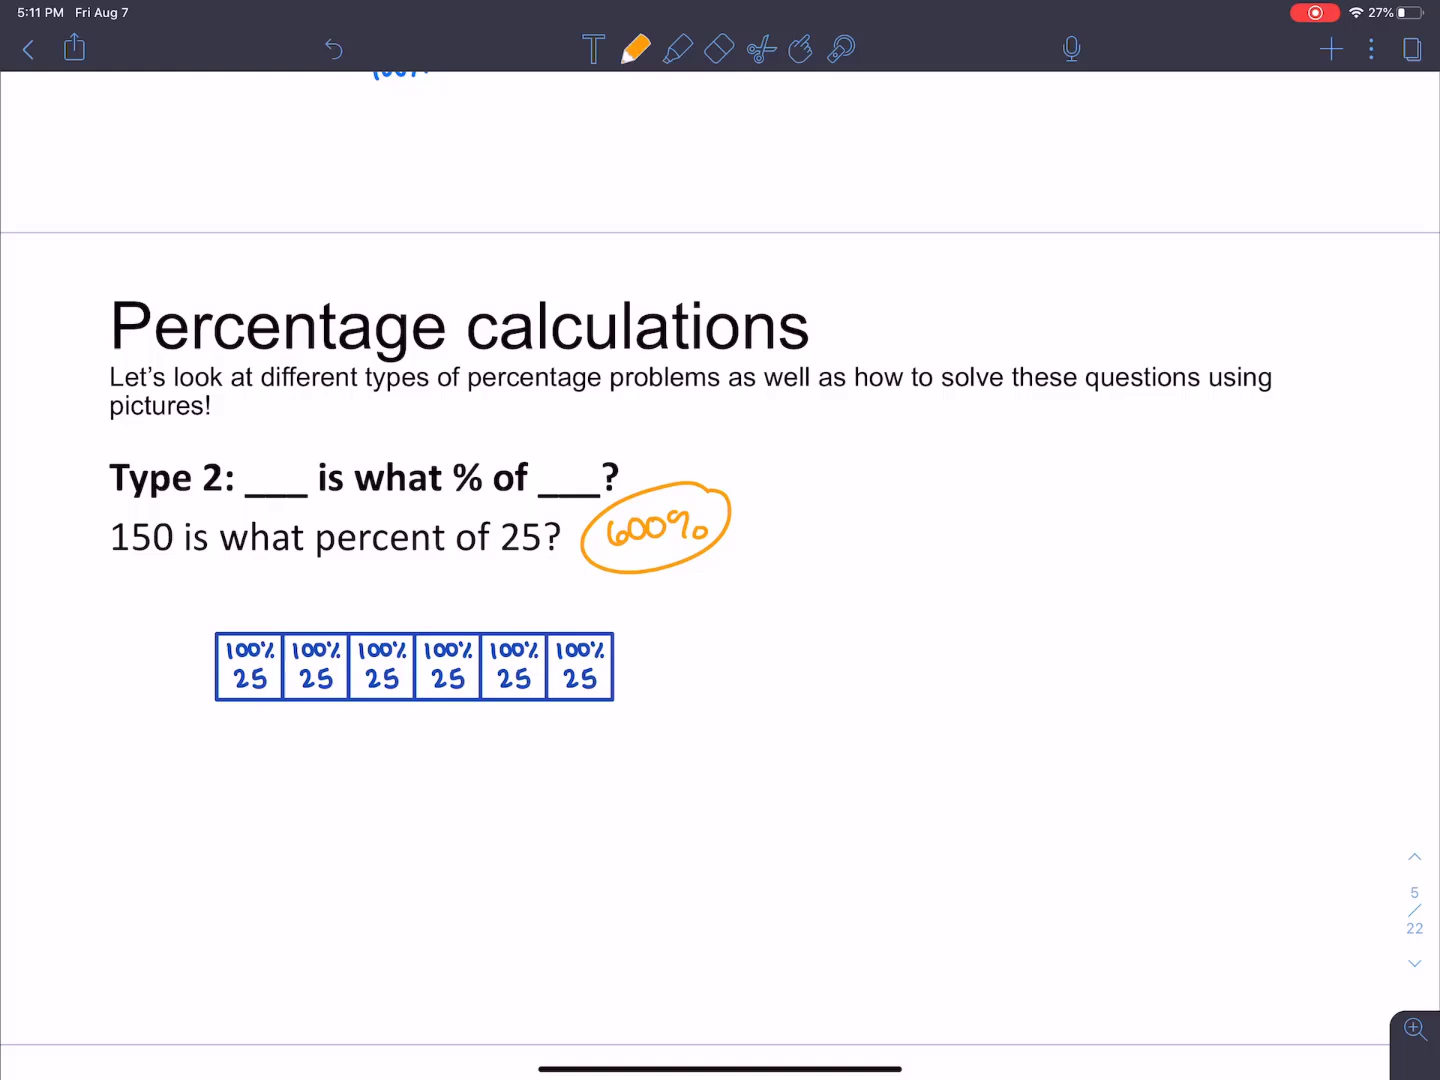 5:11 PM Fri Aug 7
27%
100%
Percentage calculations
Let's look at different types of percentage problems as well as how to solve these questions using
pictures!
Type 2: ___ is what % of ___?
150 is what percent of 25? 600%
100% 100% 100% 100% 100% 100%
25 25 25 25 25 25
5
/
22